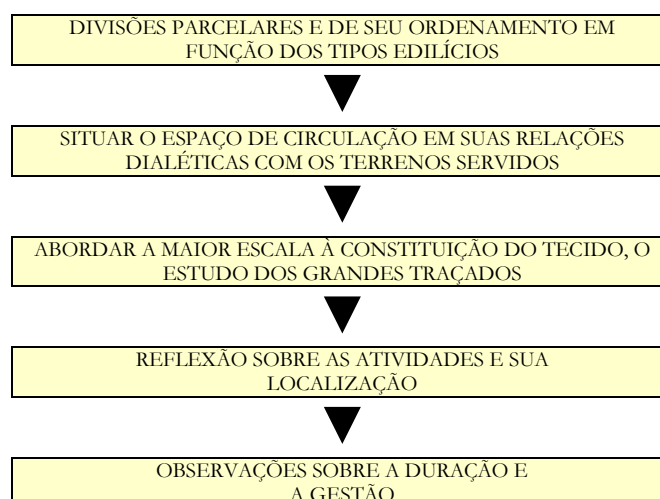 DIVISÕES PARCELARES E DE SEU ORDENAMENTO EM
FUNÇÃO DOS TIPOS EDILÍCIOS
SITUAR O ESPAÇO DE CIRCULAÇÃO EM SUAS RELAÇÕES
DIALÉTICAS COM OS TERRENOS SERVIDOS
ABORDAR A MAIOR ESCALA À CONSTITUIÇÃO DO TECIDO, O
ESTUDO DOS GRANDES TRAÇADOS
REFLEXÃO SOBRE AS ATIVIDADES E SUA
LOCALIZAÇÃO
OBSERVAÇÕES SOBRE A DURAÇÃO E
A GESTÃO